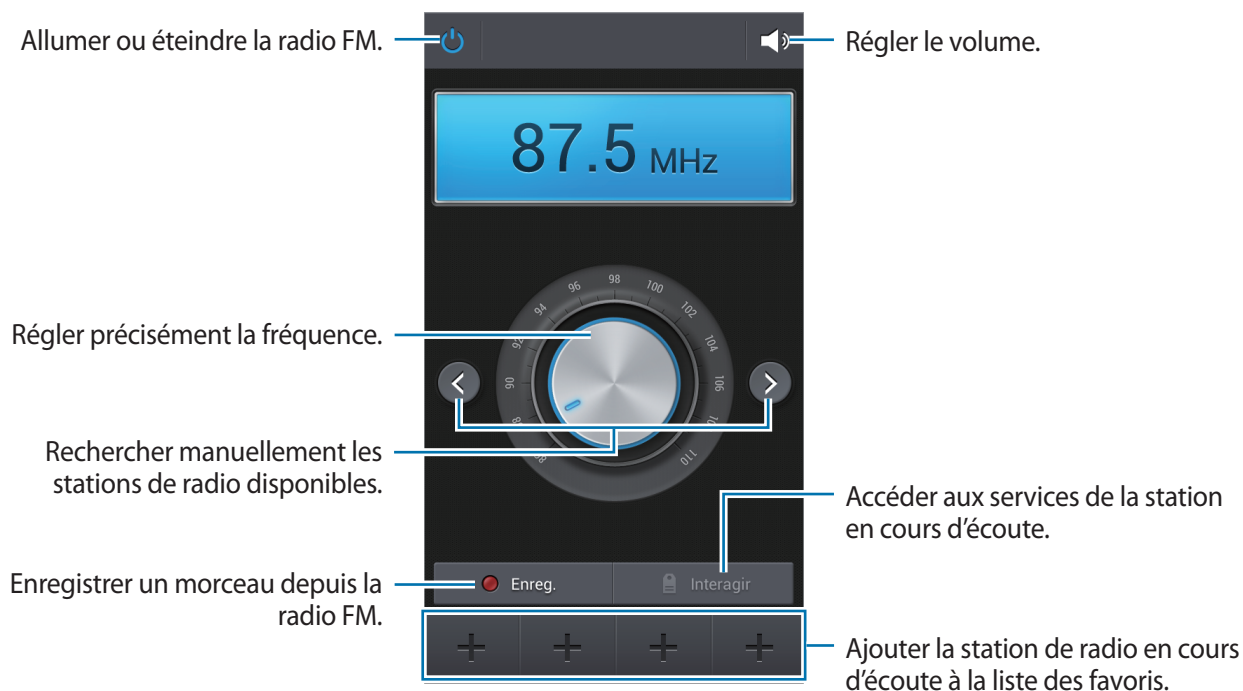 Allumer ou éteindre la radio FM.
Régler le volume.
87.5 MHz
98
96
100
94
102
92
104
90
106
88
110
Régler précisément la fréquence.
Rechercher manuellement les
stations de radio disponibles.
Accéder aux services de la station
en cours d'écoute.
Enregistrer un morceau depuis la
radio FM.
Enreg.
Interagir
Ajouter la station de radio en cours
d'écoute à la liste des favoris.